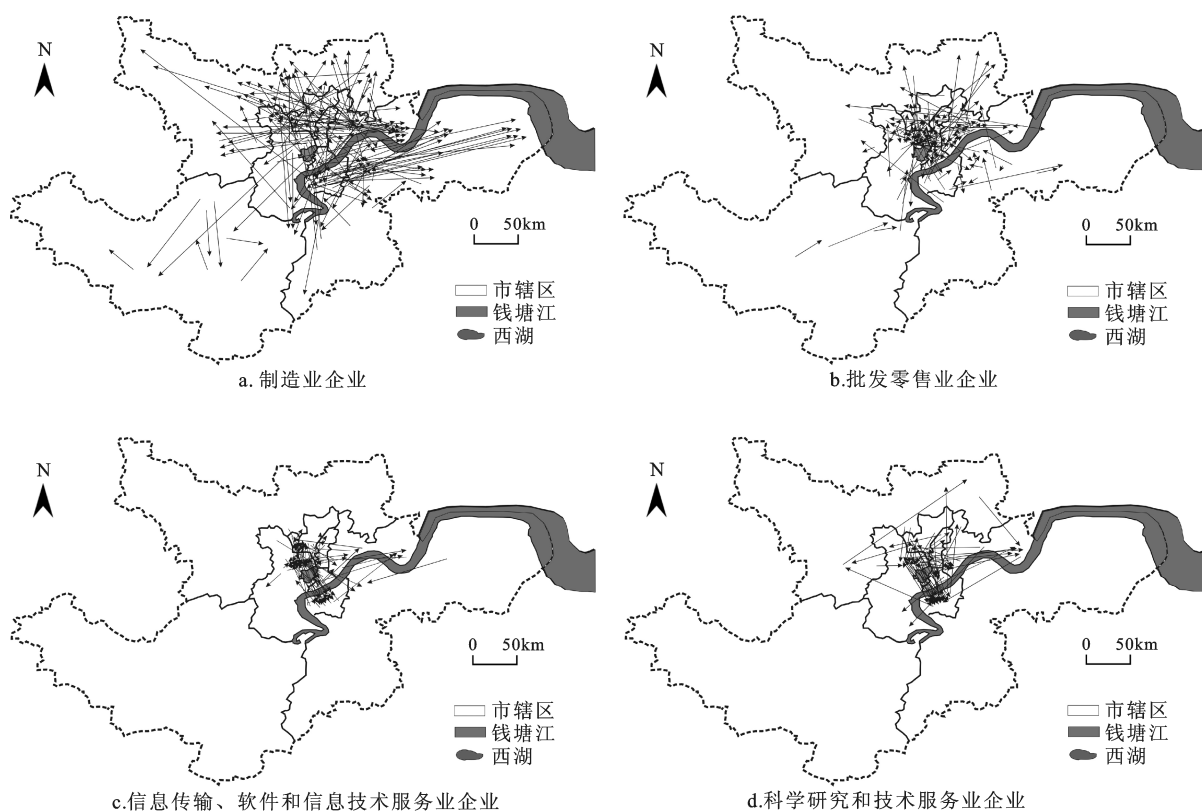 N
0 50km
市辖区
钱塘江
西湖
a. 制造业企业
N
0 50km
市辖区
钱塘江
西湖
b.批发零售业企业
N
0 50km
市辖区
钱塘江
西湖
c.信息传输、软件和信息技术服务业企业
N
0 50km
市辖区
钱塘江
西湖
d.科学研究和技术服务业企业